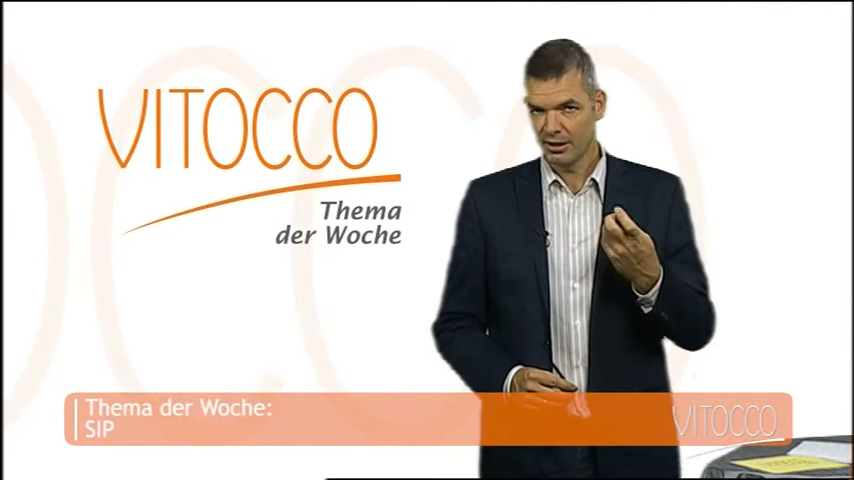 VITOCCO
Thema
der Woche
Thema der Woche:
SIP
VITOCCO